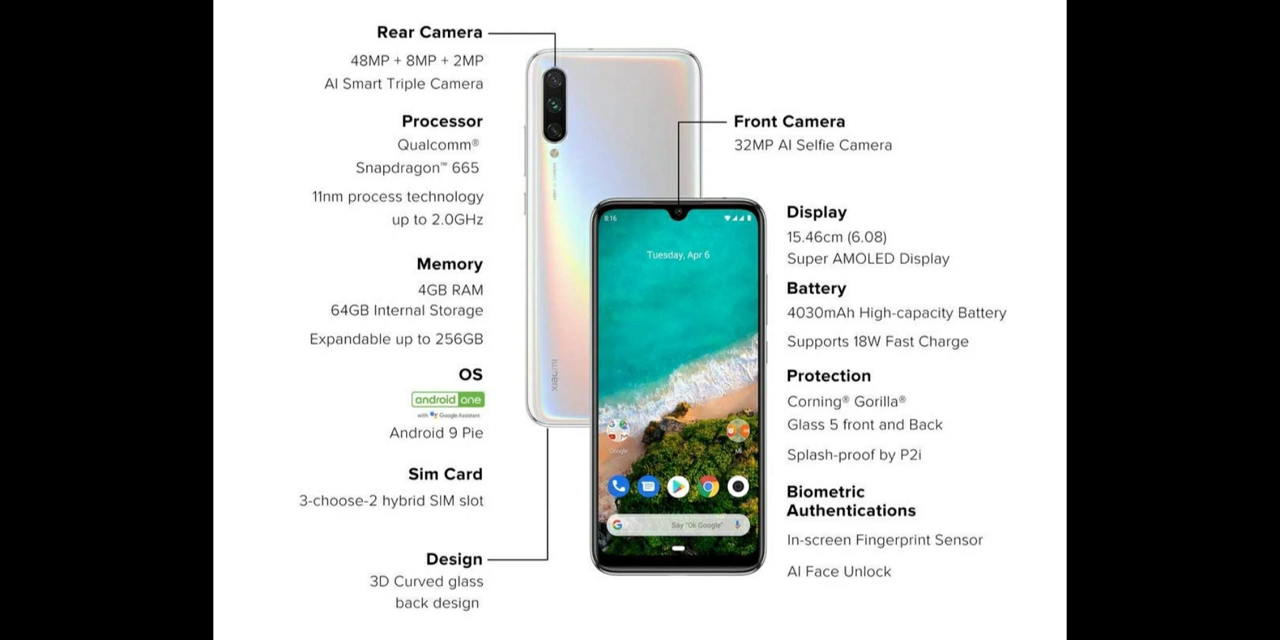 Rear Camera
48MP + 8MP + 2MP
AI Smart Triple Camera
Processor
Qualcomm®
Snapdragon™ 665
11nm process technology
up to 2.0GHz
Memory
4GB RAM
64GB Internal Storage
Expandable up to 256GB
OS
android one
with Google Assistant
Android 9 Pie
Sim Card
3-choose-2 hybrid SIM slot
Design
3D Curved glass
back design
XIAOMI
8:16
Tuesday, Apr 6
Google
Say "Ok Google"
Front Camera
32MP AI Selfie Camera
Display
15.46cm (6.08)
Super AMOLED Display
Battery
4030mAh High-capacity Battery
Supports 18W Fast Charge
Protection
Corning® Gorilla®
Glass 5 front and Back
Splash-proof by P2i
Biometric
Authentications
In-screen Fingerprint Sensor
AI Face Unlock